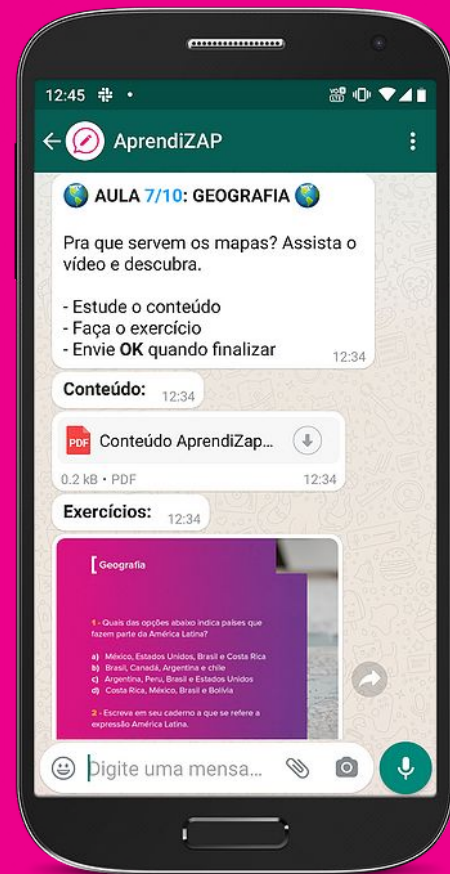 12:45
VoD LTE
AprendiZAP
AULA 7/10: GEOGRAFIA
Pra que servem os mapas? Assista o
vídeo e descubra.
- Estude o conteúdo
- Faça o exercício
- Envie OK quando finalizar
12:34
Conteúdo: 12:34
PDF Conteúdo AprendiZap...
0.2 kB • PDF 12:34
Exercícios: 12:34
[Geografia
1 - Quais das opções abaixo indica países que
fazem parte da América Latina?
a) México, Estados Unidos, Brasil e Costa Rica
b) Brasil, Canadá, Argentina e chile
c) Argentina, Peru, Brasil e Estados Unidos
d) Costa Rica, México, Brasil e Bolívia
2 - Escreva em seu caderno a que se refere a
expressão América Latina.
Digite uma mensa...